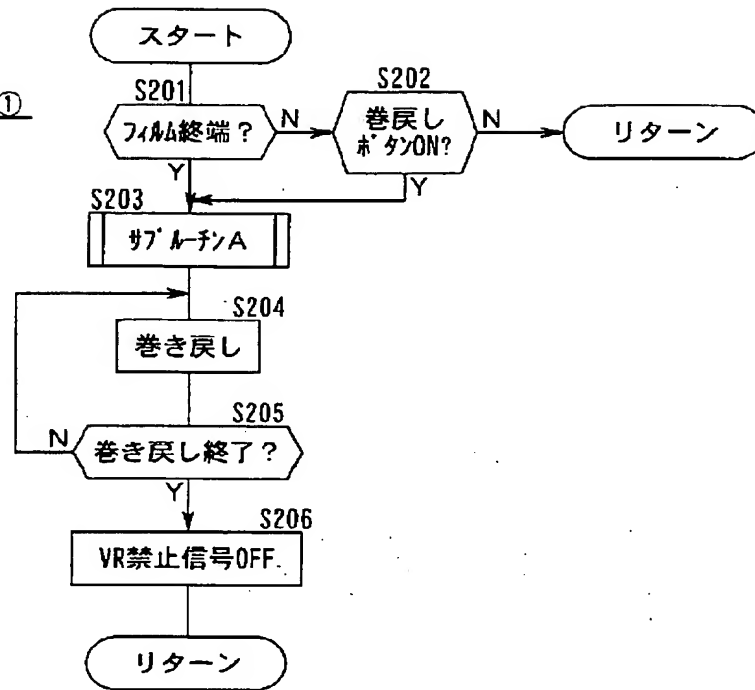 スタート
①
S201
フィルム終端?
N
Y
S202
巻戻し
ボタンON?
N
Y
リターン
S203
サブルーチンA
S204
巻き戻し
S205
巻き戻し終了?
N
Y
S206
VR禁止信号OFF
リターン